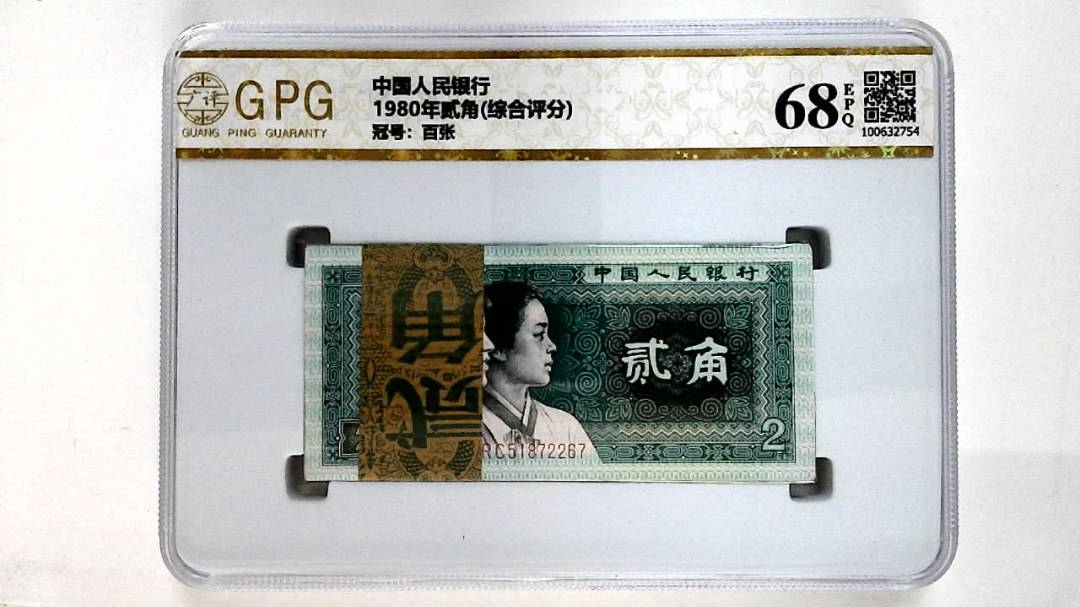 GPG
GUANG PING GUARANTY
中国人民银行
1980年贰角(综合评分)
冠号：百张
68
EPQ
100632754
中国人民银行
贰角
贰角
RC51872267
2